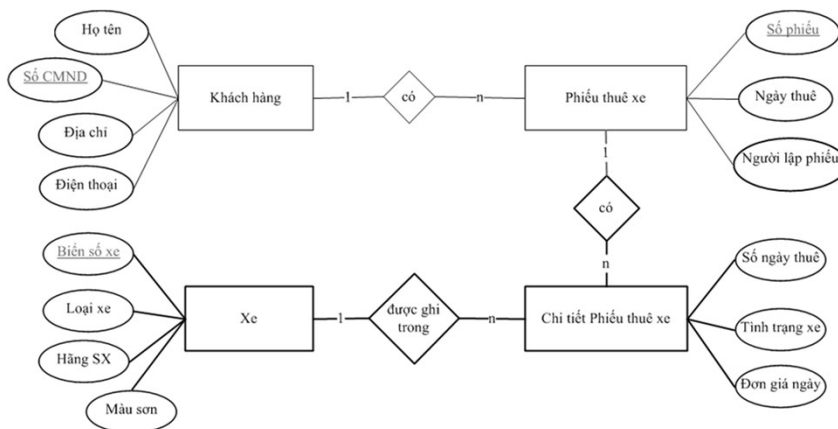 Họ tên
Số phiếu
Số CMND
Khách hàng
1
có
n
Phiếu thuê xe
Ngày thuê
Địa chỉ
1
Người lập phiếu
Điện thoại
có
Biển số xe
n
Số ngày thuê
Loại xe
Xe
1
được ghi
trong
n
Chi tiết Phiếu thuê xe
Tình trạng xe
Hãng SX
Đơn giá ngày
Màu sơn